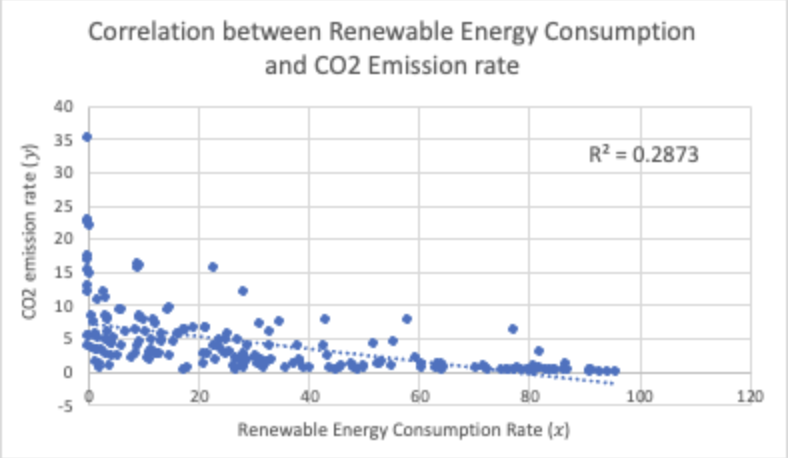 Correlation between Renewable Energy Consumption
and CO2 Emission rate
40
35
30
25
20
15
10
5
0
-5
R² = 0.2873
CO2 emission rate (y)
0 20 40 60 80 100 120
Renewable Energy Consumption Rate (x)